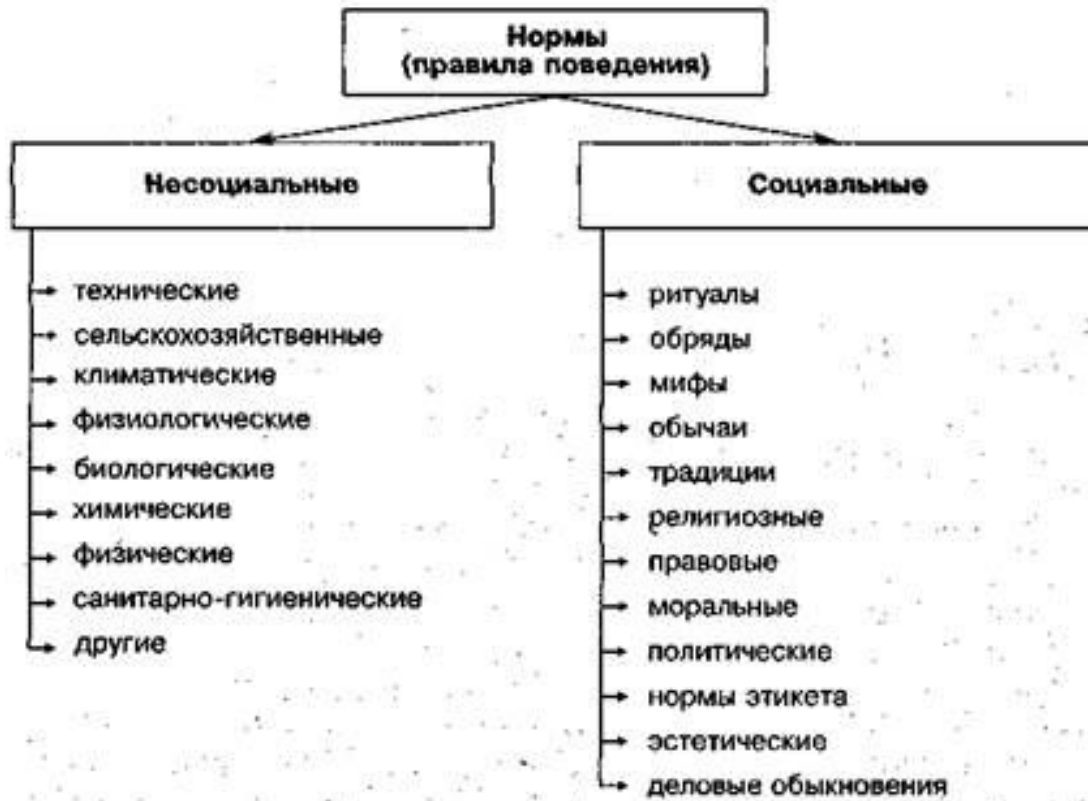 Нормы
(правила поведения)
Несоциальные
технические
сельскохозяйственные
климатические
физиологические
биологические
химические
физические
санитарно-гигиенические
другие
Социальные
ритуалы
обряды
мифы
обычаи
традиции
религиозные
правовые
моральные
политические
нормы этикета
эстетические
деловые обыкновения